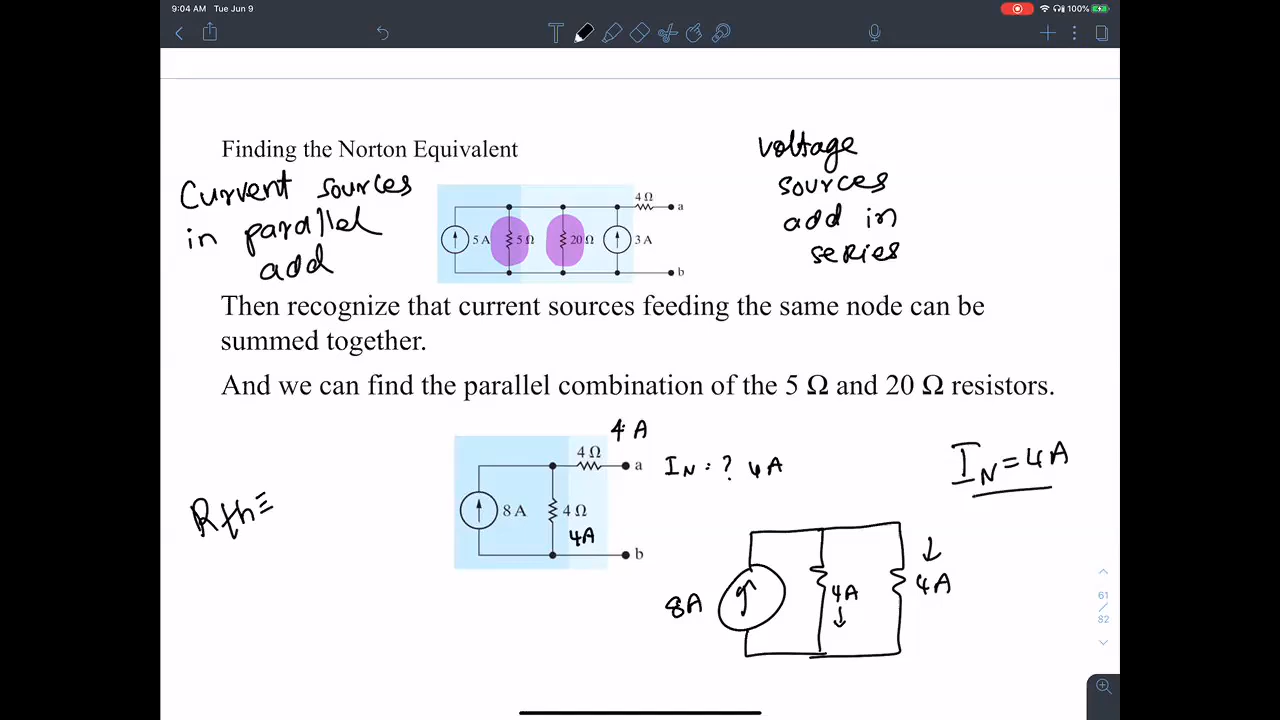 9:04 AM Tue Jun 9
100%
Finding the Norton Equivalent
Current sources
in parallel
add
voltage
sources
add in
series
4 Ω
a
5 A
5 Ω
20 Ω
3 A
b
Then recognize that current sources feeding the same node can be
summed together.
And we can find the parallel combination of the 5 Ω and 20 Ω resistors.
4 A
4 Ω
a
IN : ? 4A
IN = 4A
Rth =
8 A
4 Ω
4A
b
8A
4A
4A
61
/
82